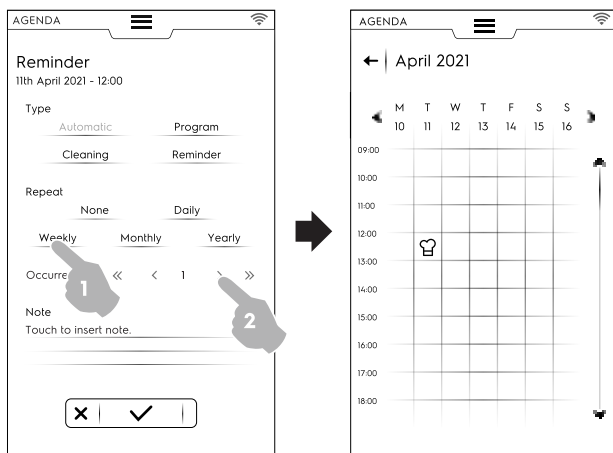 AGENDA
Reminder
11th April 2021 - 12:00
Type
Automatic Program
Cleaning Reminder
Repeat
None Daily
Weekly Monthly Yearly
Occurre « < 1 > »
1
2
Note
Touch to insert note.
AGENDA
April 2021
M T W T F S S
10 11 12 13 14 15 16
09:00
10:00
11:00
12:00
13:00
14:00
15:00
16:00
17:00
18:00